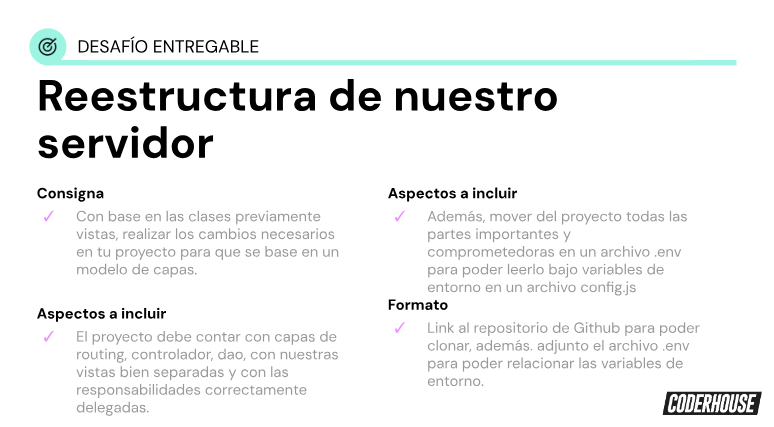 DESAFÍO ENTREGABLE
Reestructura de nuestro
servidor
Consigna
✓ Con base en las clases previamente
vistas, realizar los cambios necesarios
en tu proyecto para que se base en un
modelo de capas.
Aspectos a incluir
✓ El proyecto debe contar con capas de
routing, controlador, dao, con nuestras
vistas bien separadas y con las
responsabilidades correctamente
delegadas.
Aspectos a incluir
✓ Además, mover del proyecto todas las
partes importantes y
comprometedoras en un archivo .env
para poder leerlo bajo variables de
entorno en un archivo config.js
Formato
✓ Link al repositorio de Github para poder
clonar, además. adjunto el archivo .env
para poder relacionar las variables de
entorno.
CODERHOUSE